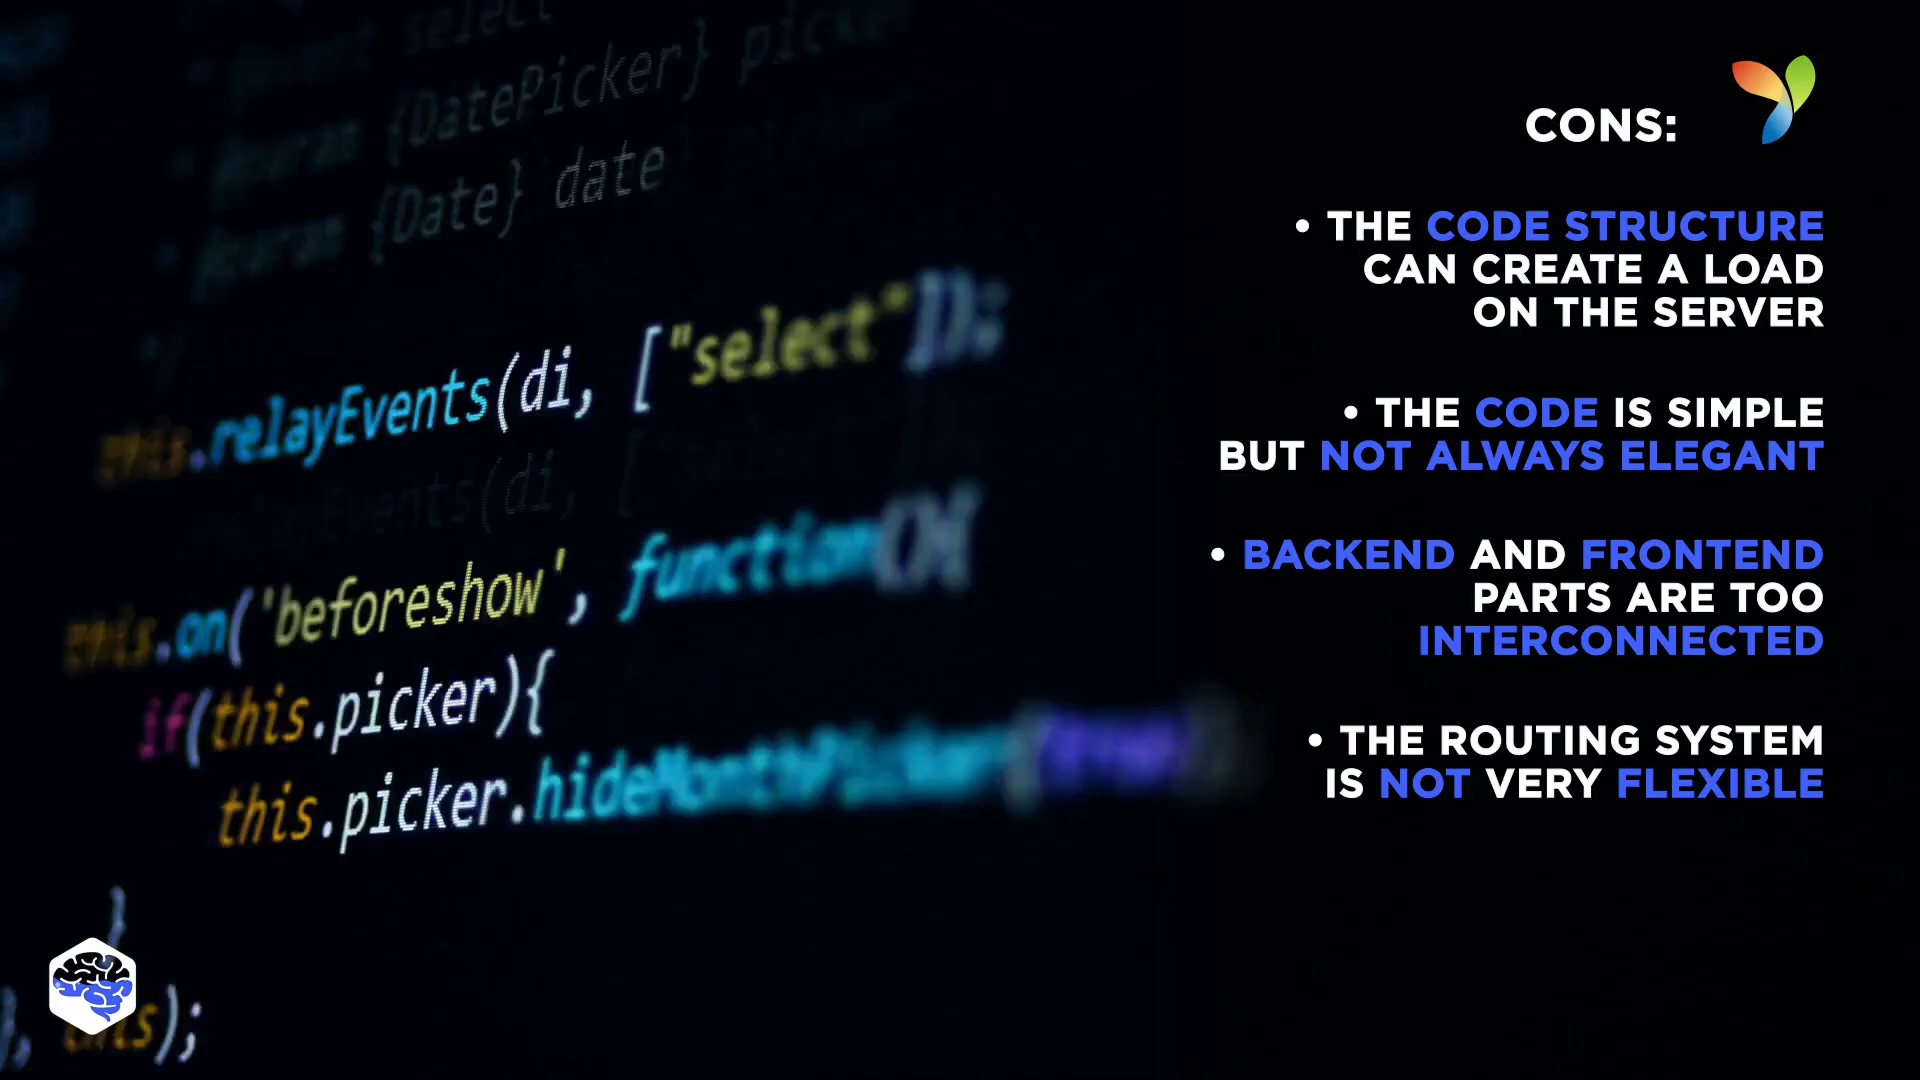 {DatePicker}
{Date} date
this.relayEvents(di, ["select"]);
this.on('beforeshow', function(){
if(this.picker){
this.picker.hideMonthPicker(
}
this);
CONS:
• THE CODE STRUCTURE
CAN CREATE A LOAD
ON THE SERVER
• THE CODE IS SIMPLE
BUT NOT ALWAYS ELEGANT
• BACKEND AND FRONTEND
PARTS ARE TOO
INTERCONNECTED
• THE ROUTING SYSTEM
IS NOT VERY FLEXIBLE